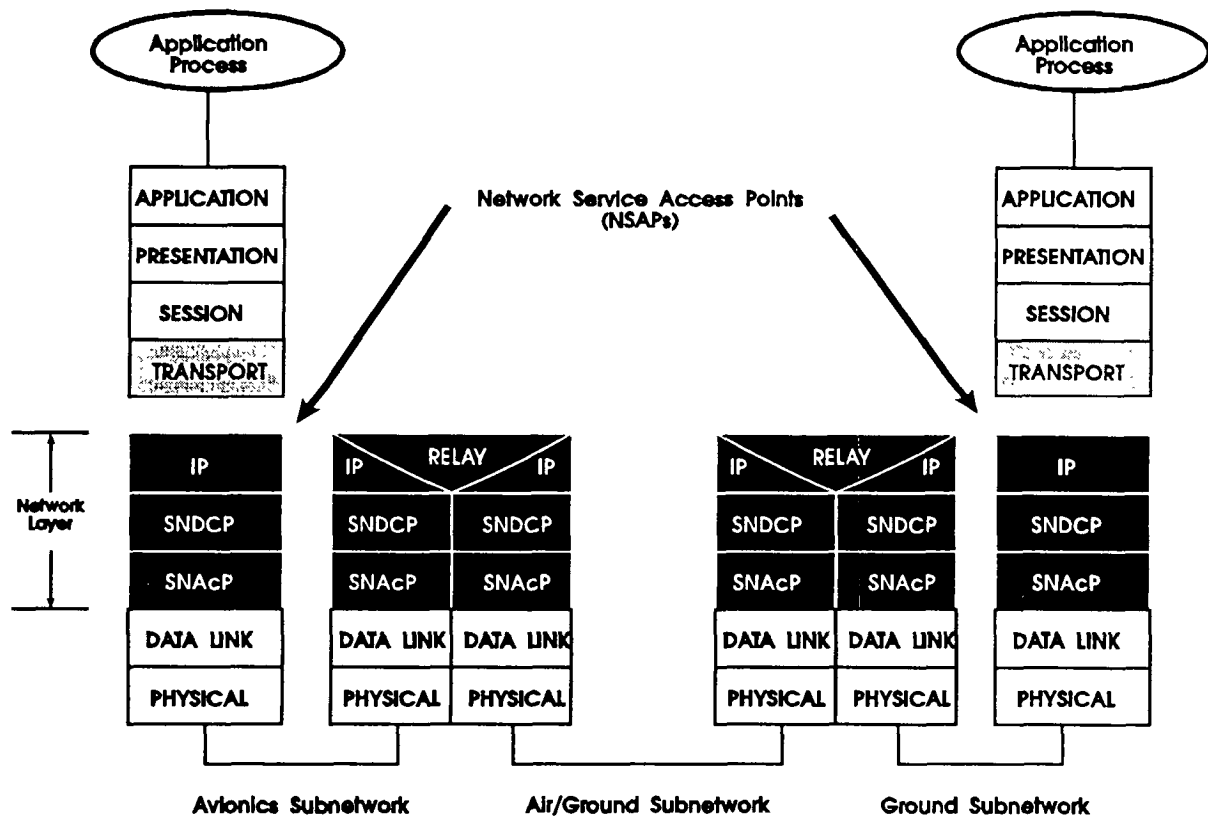 Application Process
Application Process
APPLICATION
PRESENTATION
SESSION
TRANSPORT
Network Service Access Points
(NSAPs)
APPLICATION
PRESENTATION
SESSION
TRANSPORT
Network Layer
IP
IP RELAY IP
IP RELAY IP
IP
SNDCP
SNDCP SNDCP
SNDCP SNDCP
SNDCP
SNAcP
SNAcP SNAcP
SNAcP SNAcP
SNAcP
DATA LINK
DATA LINK DATA LINK
DATA LINK DATA LINK
DATA LINK
PHYSICAL
PHYSICAL PHYSICAL
PHYSICAL PHYSICAL
PHYSICAL
Avionics Subnetwork
Air/Ground Subnetwork
Ground Subnetwork